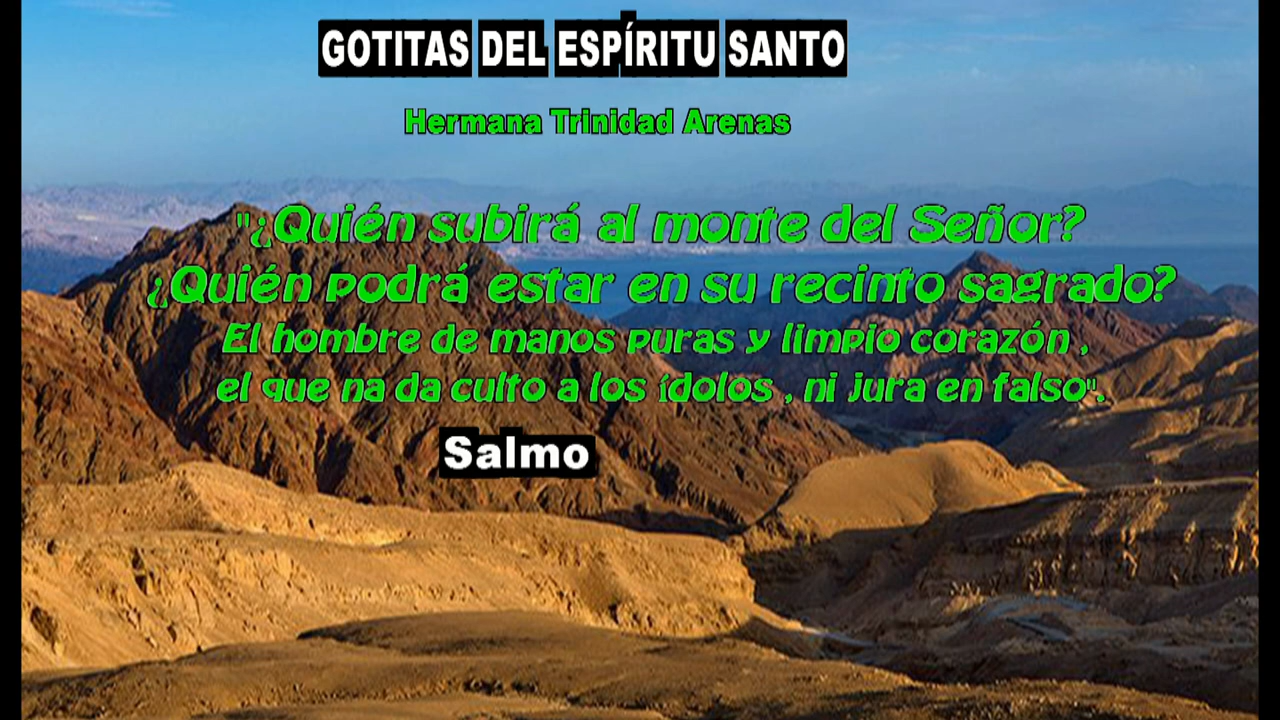 GOTITAS DEL ESPÍRITU SANTO
Hermana Trinidad Arenas
"¿Quién subirá al monte del Señor?
¿Quién podrá estar en su recinto sagrado?
El hombre de manos puras y limpio corazón ,
el que na da culto a los ídolos , ni jura en falso".
Salmo